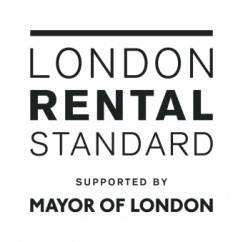 LONDON
RENTAL
STANDARD
SUPPORTED BY
MAYOR OF LONDON